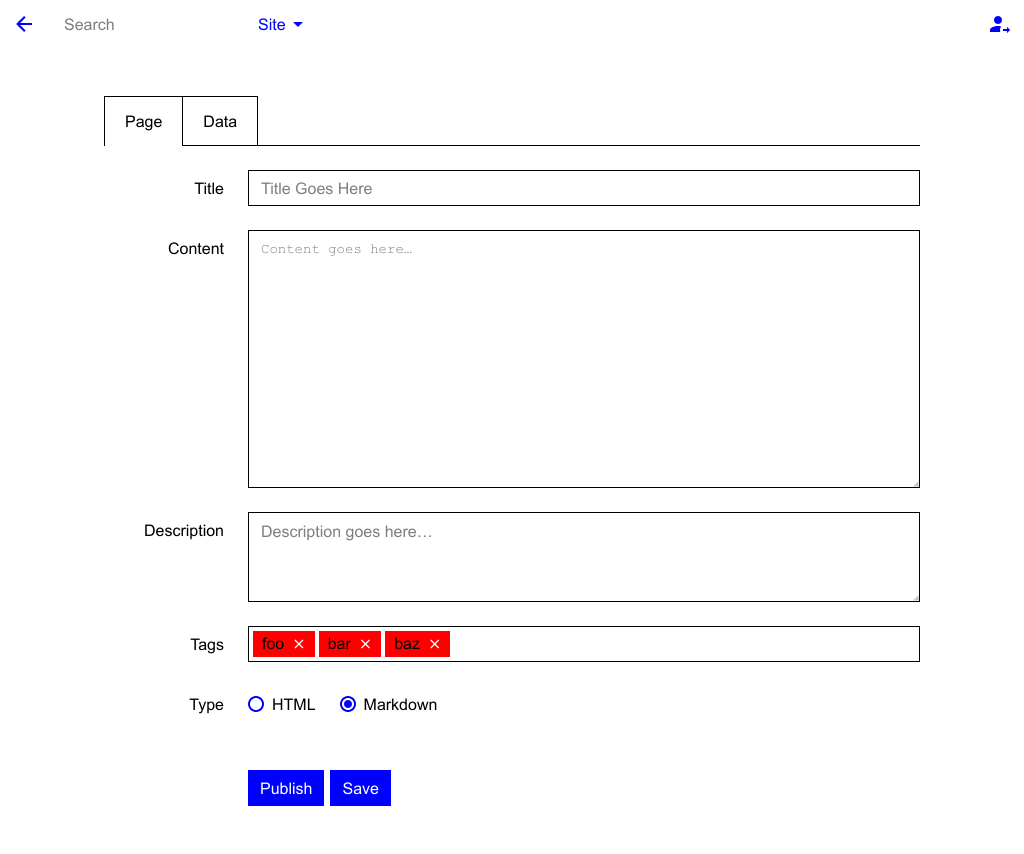 Search
Site
Page
Data
Title
Title Goes Here
Content
Content goes here…
Description
Description goes here…
Tags
foo
bar
baz
Type
HTML
Markdown
Publish
Save